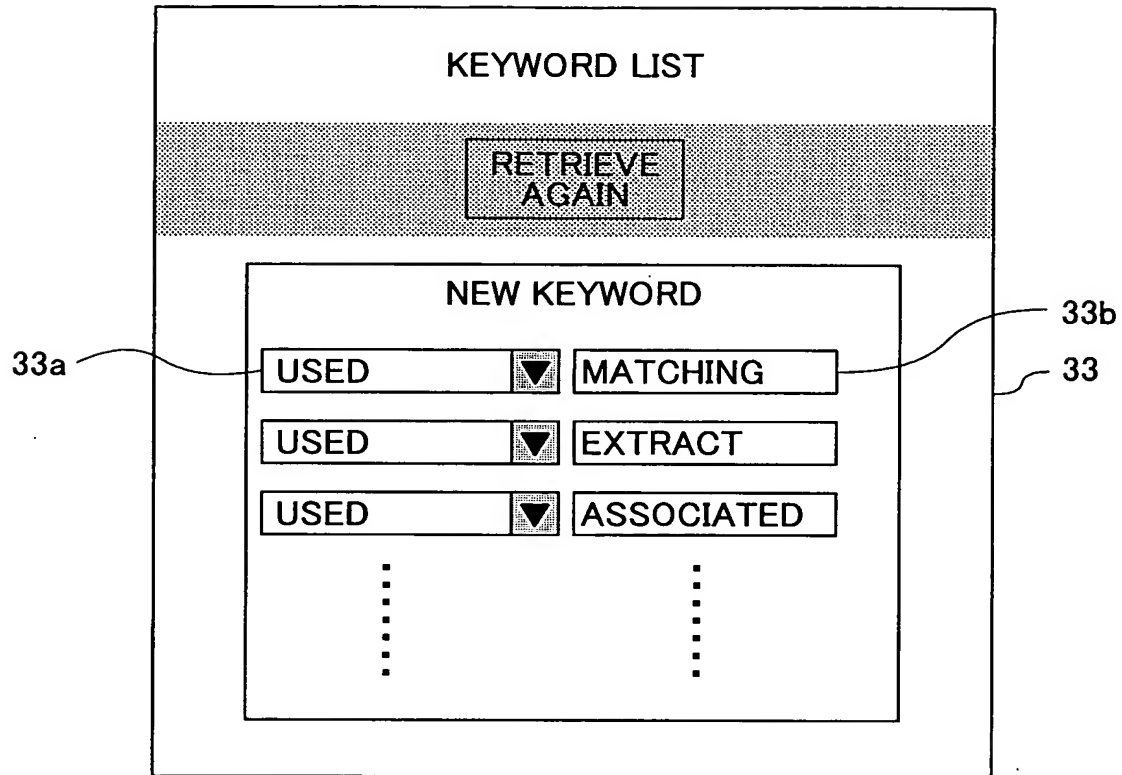 KEYWORD LIST
RETRIEVE
AGAIN
NEW KEYWORD
33b
33a
USED MATCHING
33
USED EXTRACT
USED ASSOCIATED